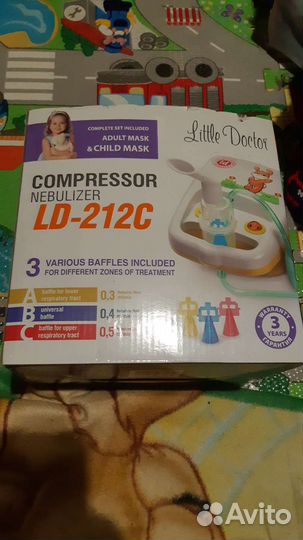 COMPLETE SET INCLUDED
ADULT MASK
& CHILD MASK
Little Doctor
COMPRESSOR
NEBULIZER
LD-212C
3 VARIOUS BAFFLES INCLUDED
FOR DIFFERENT ZONES OF TREATMENT
A baffle for lower respiratory tract 0,3
B universal baffle 0,4
C baffle for upper respiratory tract 0,5
WARRANTY
3
YEARS
ГАРАНТИЯ
Avito